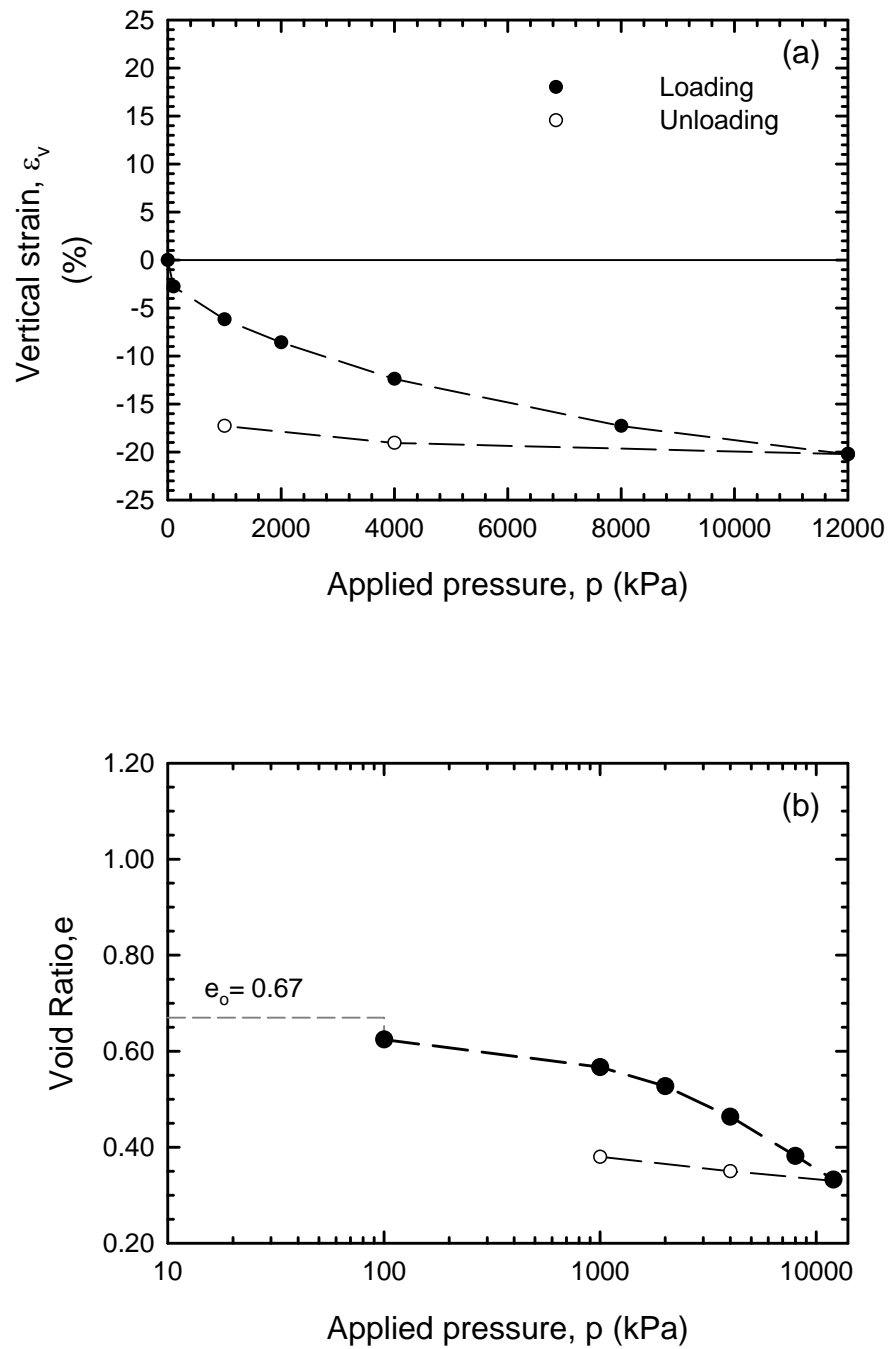 (a)
Loading
Unloading
25
20
15
10
5
0
-5
-10
-15
-20
-25
Vertical strain, εv
(%)
0 2000 4000 6000 8000 10000 12000
Applied pressure, p (kPa)
(b)
1.20
1.00
0.80
0.60
0.40
0.20
Void Ratio,e
eo= 0.67
10 100 1000 10000
Applied pressure, p (kPa)